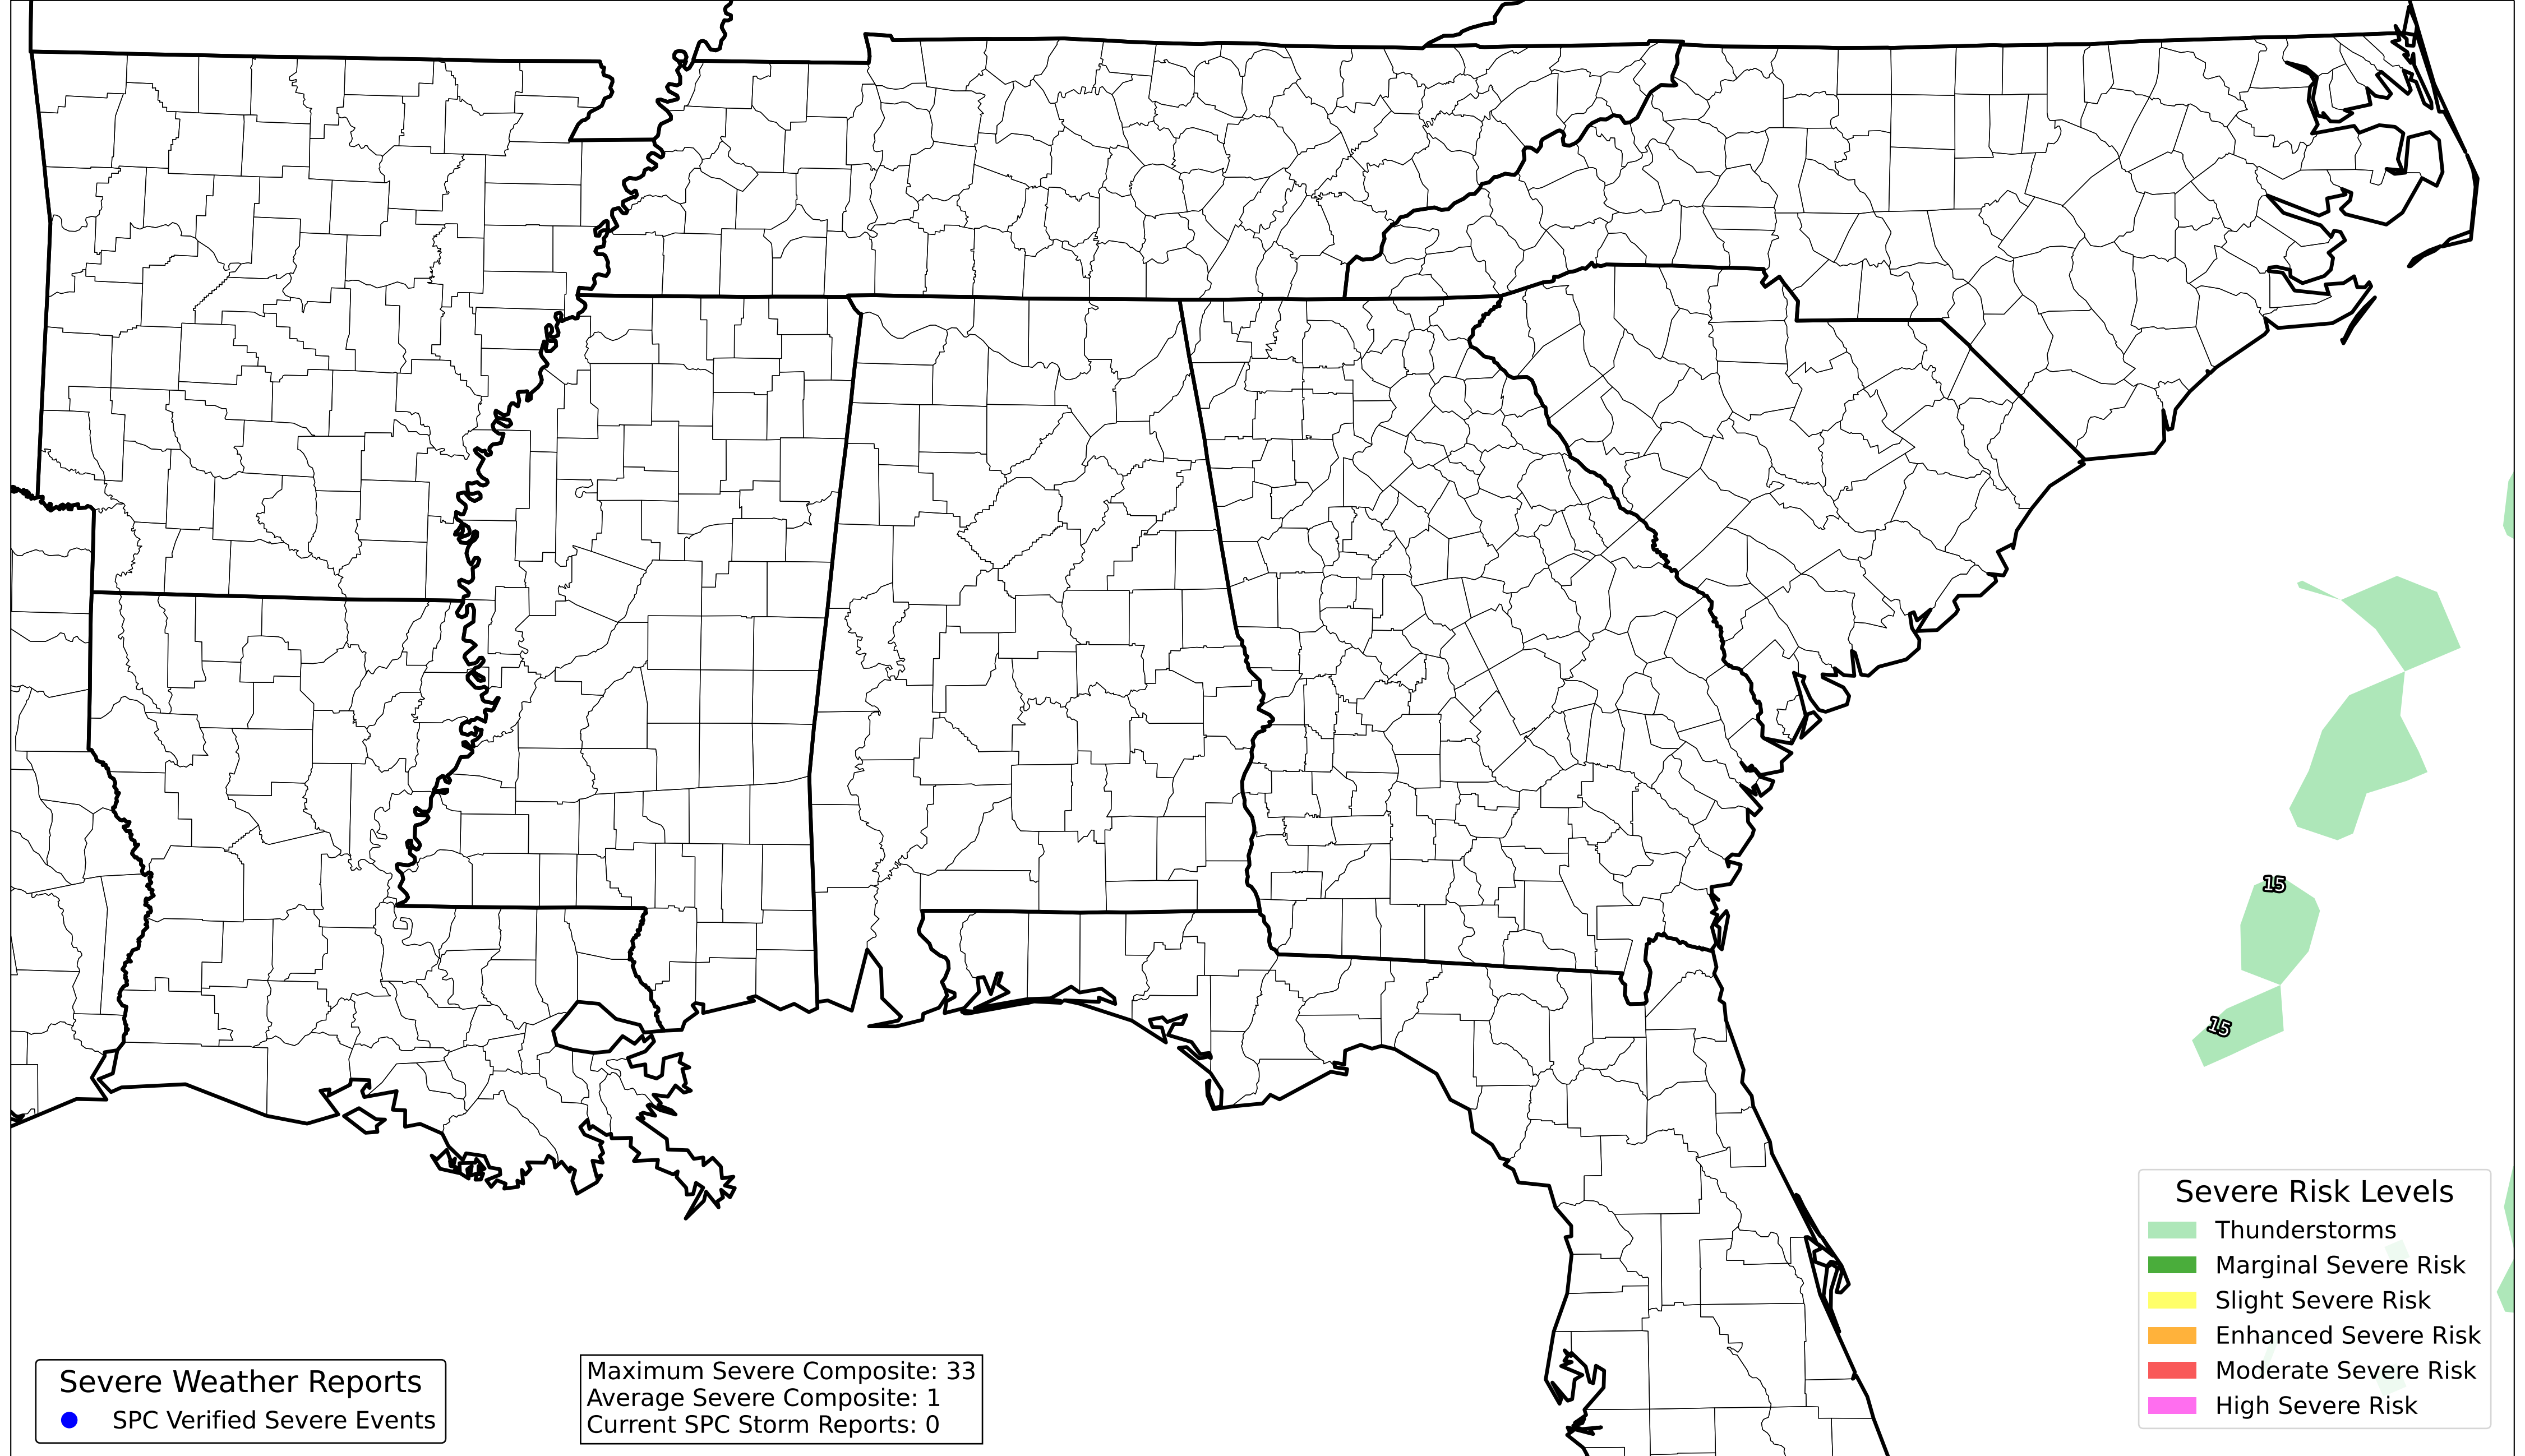 15
15
Severe Risk Levels
Thunderstorms
Marginal Severe Risk
Slight Severe Risk
Enhanced Severe Risk
Moderate Severe Risk
High Severe Risk
Severe Weather Reports
SPC Verified Severe Events
Maximum Severe Composite: 33
Average Severe Composite: 1
Current SPC Storm Reports: 0